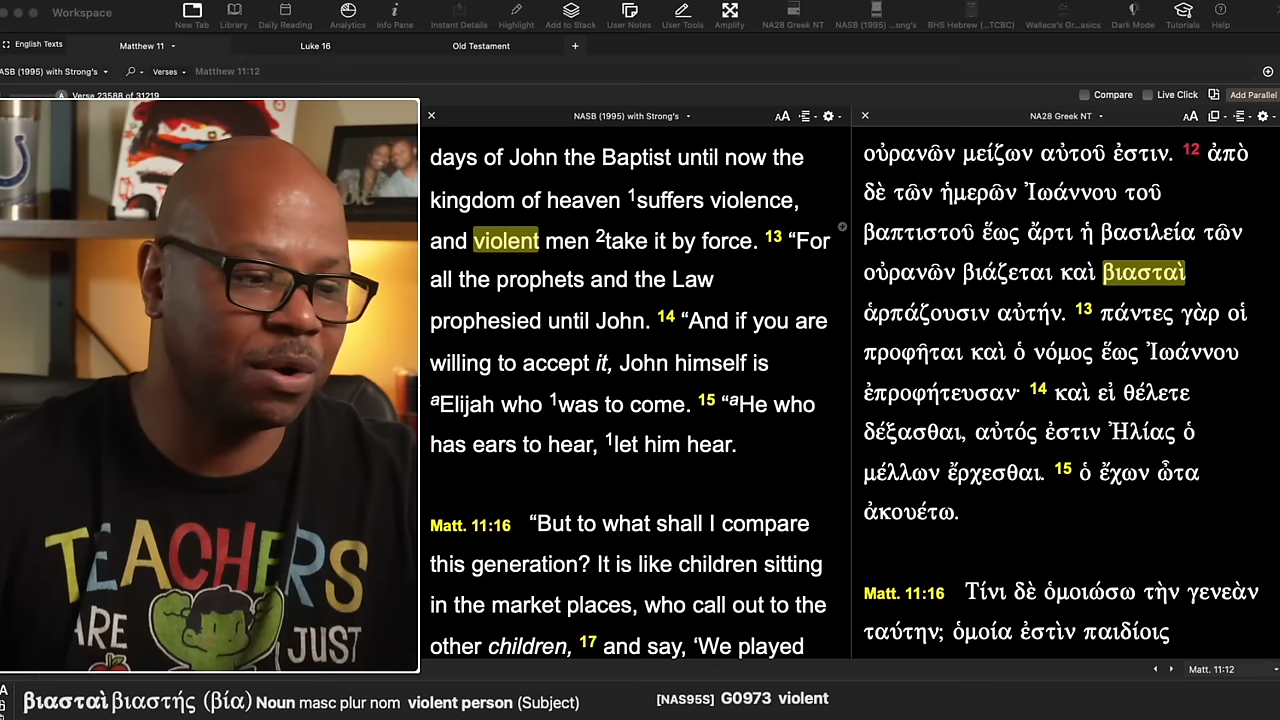 Workspace
New Tab
Library
Daily Reading
Analytics
Info Pane
Instant Details
Highlight
Add to Stack
User Notes
User Tools
Amplify
NA28 Greek NT
NASB (1995) ...ong's
BHS Hebrew (...TCBC)
Wallace's Gr...asics
Dark Mode
Tutorials
Help
English Texts
Matthew 11
Luke 16
Old Testament
+
ASB (1995) with Strong's
Verses
Matthew 11:12
A Verse 23588 of 31219
Compare
Live Click
Add Parallel
NASB (1995) with Strong's
AA
days of John the Baptist until now the
kingdom of heaven 1suffers violence,
and violent men 2take it by force. 13 “For
all the prophets and the Law
prophesied until John. 14 “And if you are
willing to accept it, John himself is
aElijah who 1was to come. 15 “aHe who
has ears to hear, 1let him hear.
Matt. 11:16 “But to what shall I compare
this generation? It is like children sitting
in the market places, who call out to the
other children, 17 and say, ‘We played
NA28 Greek NT
AA
οὐρανῶν μείζων αὐτοῦ ἐστιν. 12 ἀπὸ
δὲ τῶν ἡμερῶν Ἰωάννου τοῦ
βαπτιστοῦ ἕως ἄρτι ἡ βασιλεία τῶν
οὐρανῶν βιάζεται καὶ βιασταὶ
ἁρπάζουσιν αὐτήν. 13 πάντες γὰρ οἱ
προφῆται καὶ ὁ νόμος ἕως Ἰωάννου
ἐπροφήτευσαν· 14 καὶ εἰ θέλετε
δέξασθαι, αὐτός ἐστιν Ἠλίας ὁ
μέλλων ἔρχεσθαι. 15 ὁ ἔχων ὦτα
ἀκουέτω.
Matt. 11:16 Τίνι δὲ ὁμοιώσω τὴν γενεὰν
ταύτην; ὁμοία ἐστὶν παιδίοις
TEACHERS
ARE
JUST
Matt. 11:12
βιασταὶ βιαστής (βία) Noun masc plur nom violent person (Subject)
[NAS95S] G0973 violent